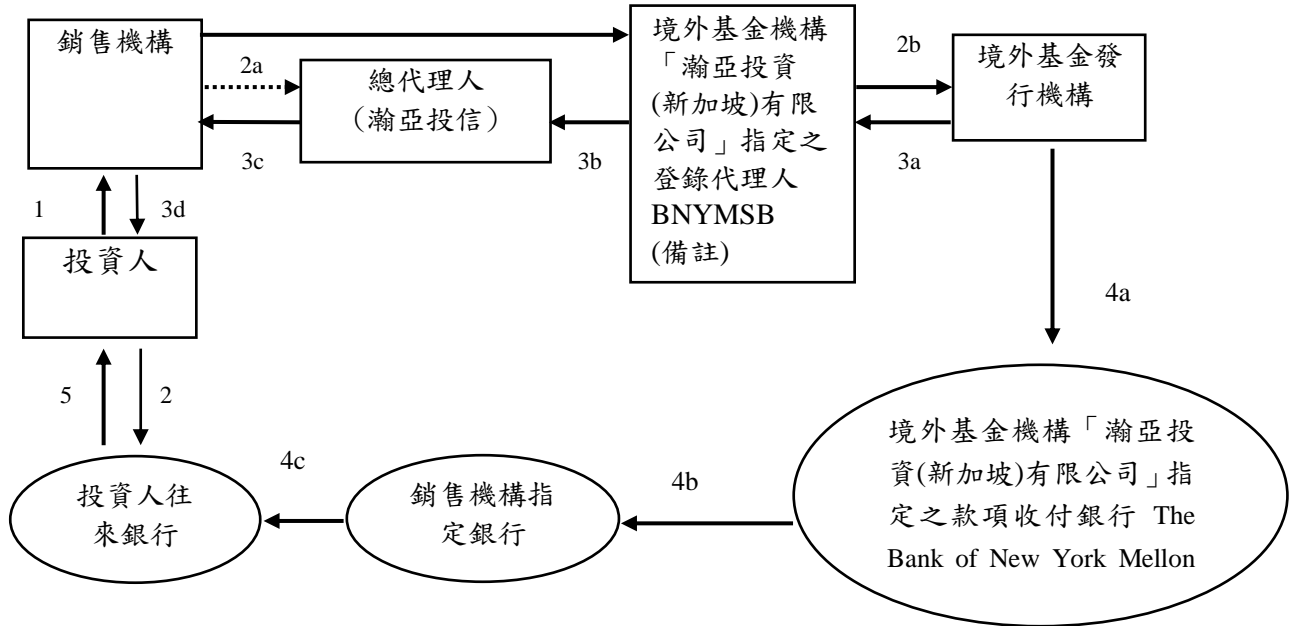 銷售機構
2a
總代理人
（瀚亞投信）
3c
3b
境外基金機構
「瀚亞投資
(新加坡)有限
公司」指定之
登錄代理人
BNYMSB
(備註)
2b
3a
境外基金發
行機構
1
3d
投資人
4a
5
2
投資人往
來銀行
4c
銷售機構指
定銀行
4b
境外基金機構「瀚亞投
資(新加坡)有限公司」指
定之款項收付銀行 The
Bank of New York Mellon